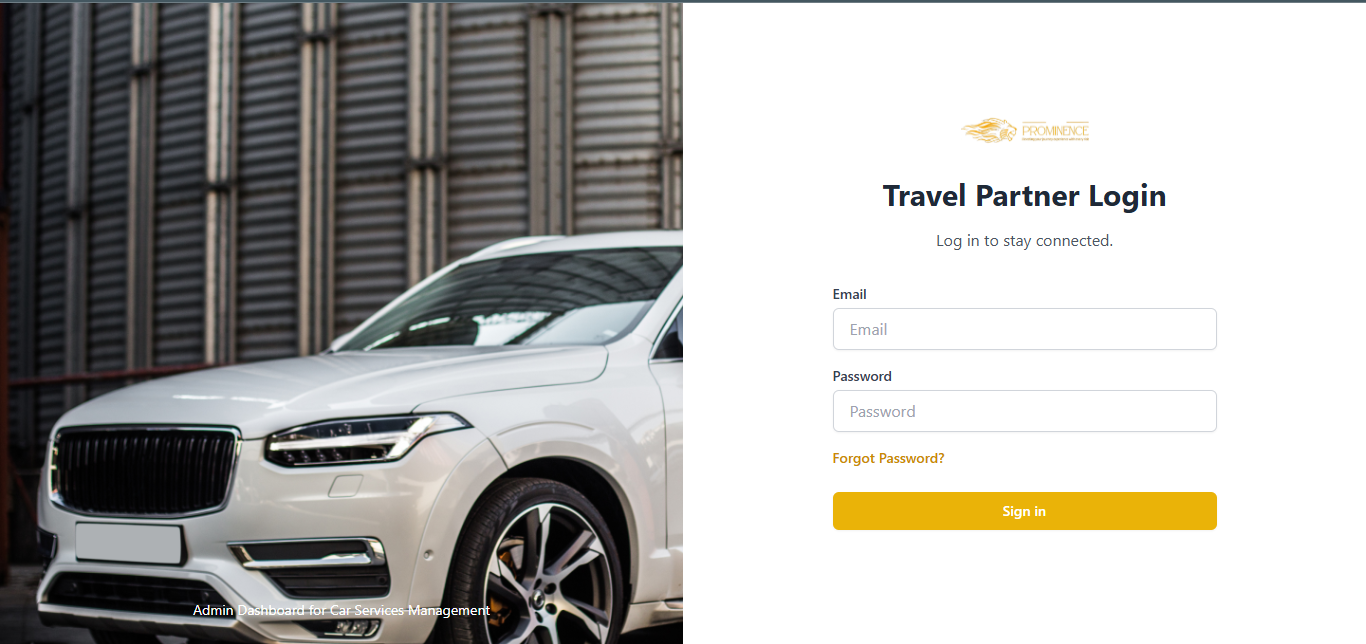 PROMINENCE
Travel Partner Login
Log in to stay connected.
Email
Email
Password
Password
Forgot Password?
Sign in
Admin Dashboard for Car Services Management